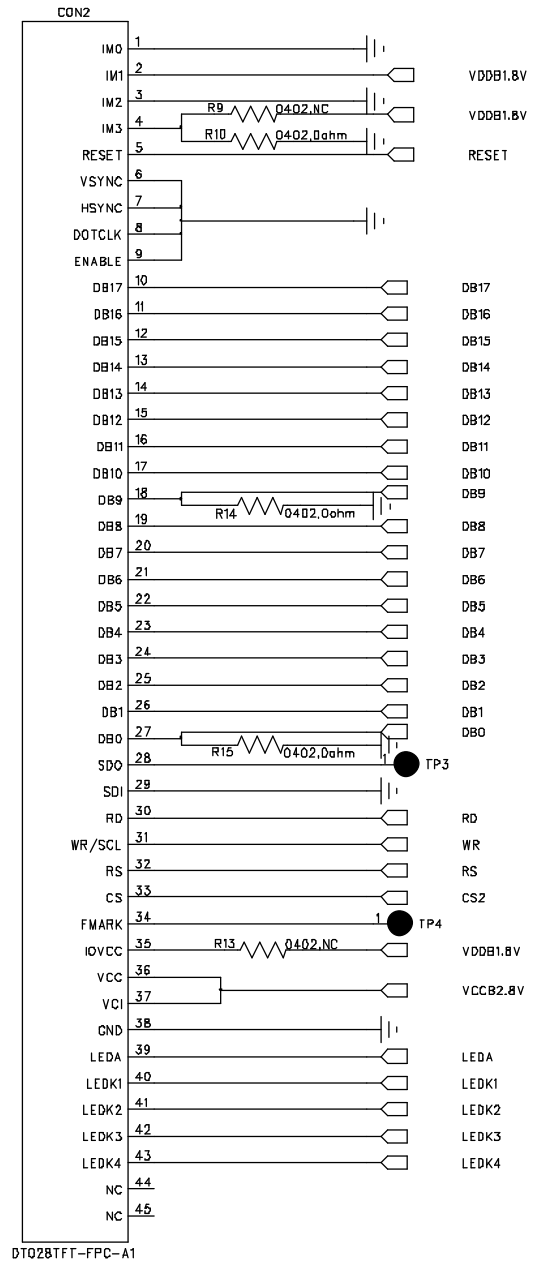 CON2
IM0 1
IM1 2 VDDB1.8V
IM2 3
R9 0402,NC VDDB1.8V
IM3 4
R10 0402,0ohm
RESET 5 RESET
VSYNC 6
HSYNC 7
DOTCLK 8
ENABLE 9
DB17 10 DB17
DB16 11 DB16
DB15 12 DB15
DB14 13 DB14
DB13 14 DB13
DB12 15 DB12
DB11 16 DB11
DB10 17 DB10
DB9 18 DB9
R14 0402,0ohm
DB8 19 DB8
DB7 20 DB7
DB6 21 DB6
DB5 22 DB5
DB4 23 DB4
DB3 24 DB3
DB2 25 DB2
DB1 26 DB1
DB0 27 DB0
R15 0402,0ohm
SDO 28 1 TP3
SDI 29
RD 30 RD
WR/SCL 31 WR
RS 32 RS
CS 33 CS2
FMARK 34 1 TP4
IOVCC 35 R13 0402,NC VDDB1.8V
VCC 36
VCCB2.8V
VCI 37
GND 38
LEDA 39 LEDA
LEDK1 40 LEDK1
LEDK2 41 LEDK2
LEDK3 42 LEDK3
LEDK4 43 LEDK4
NC 44
NC 45
DT028TFT-FPC-A1